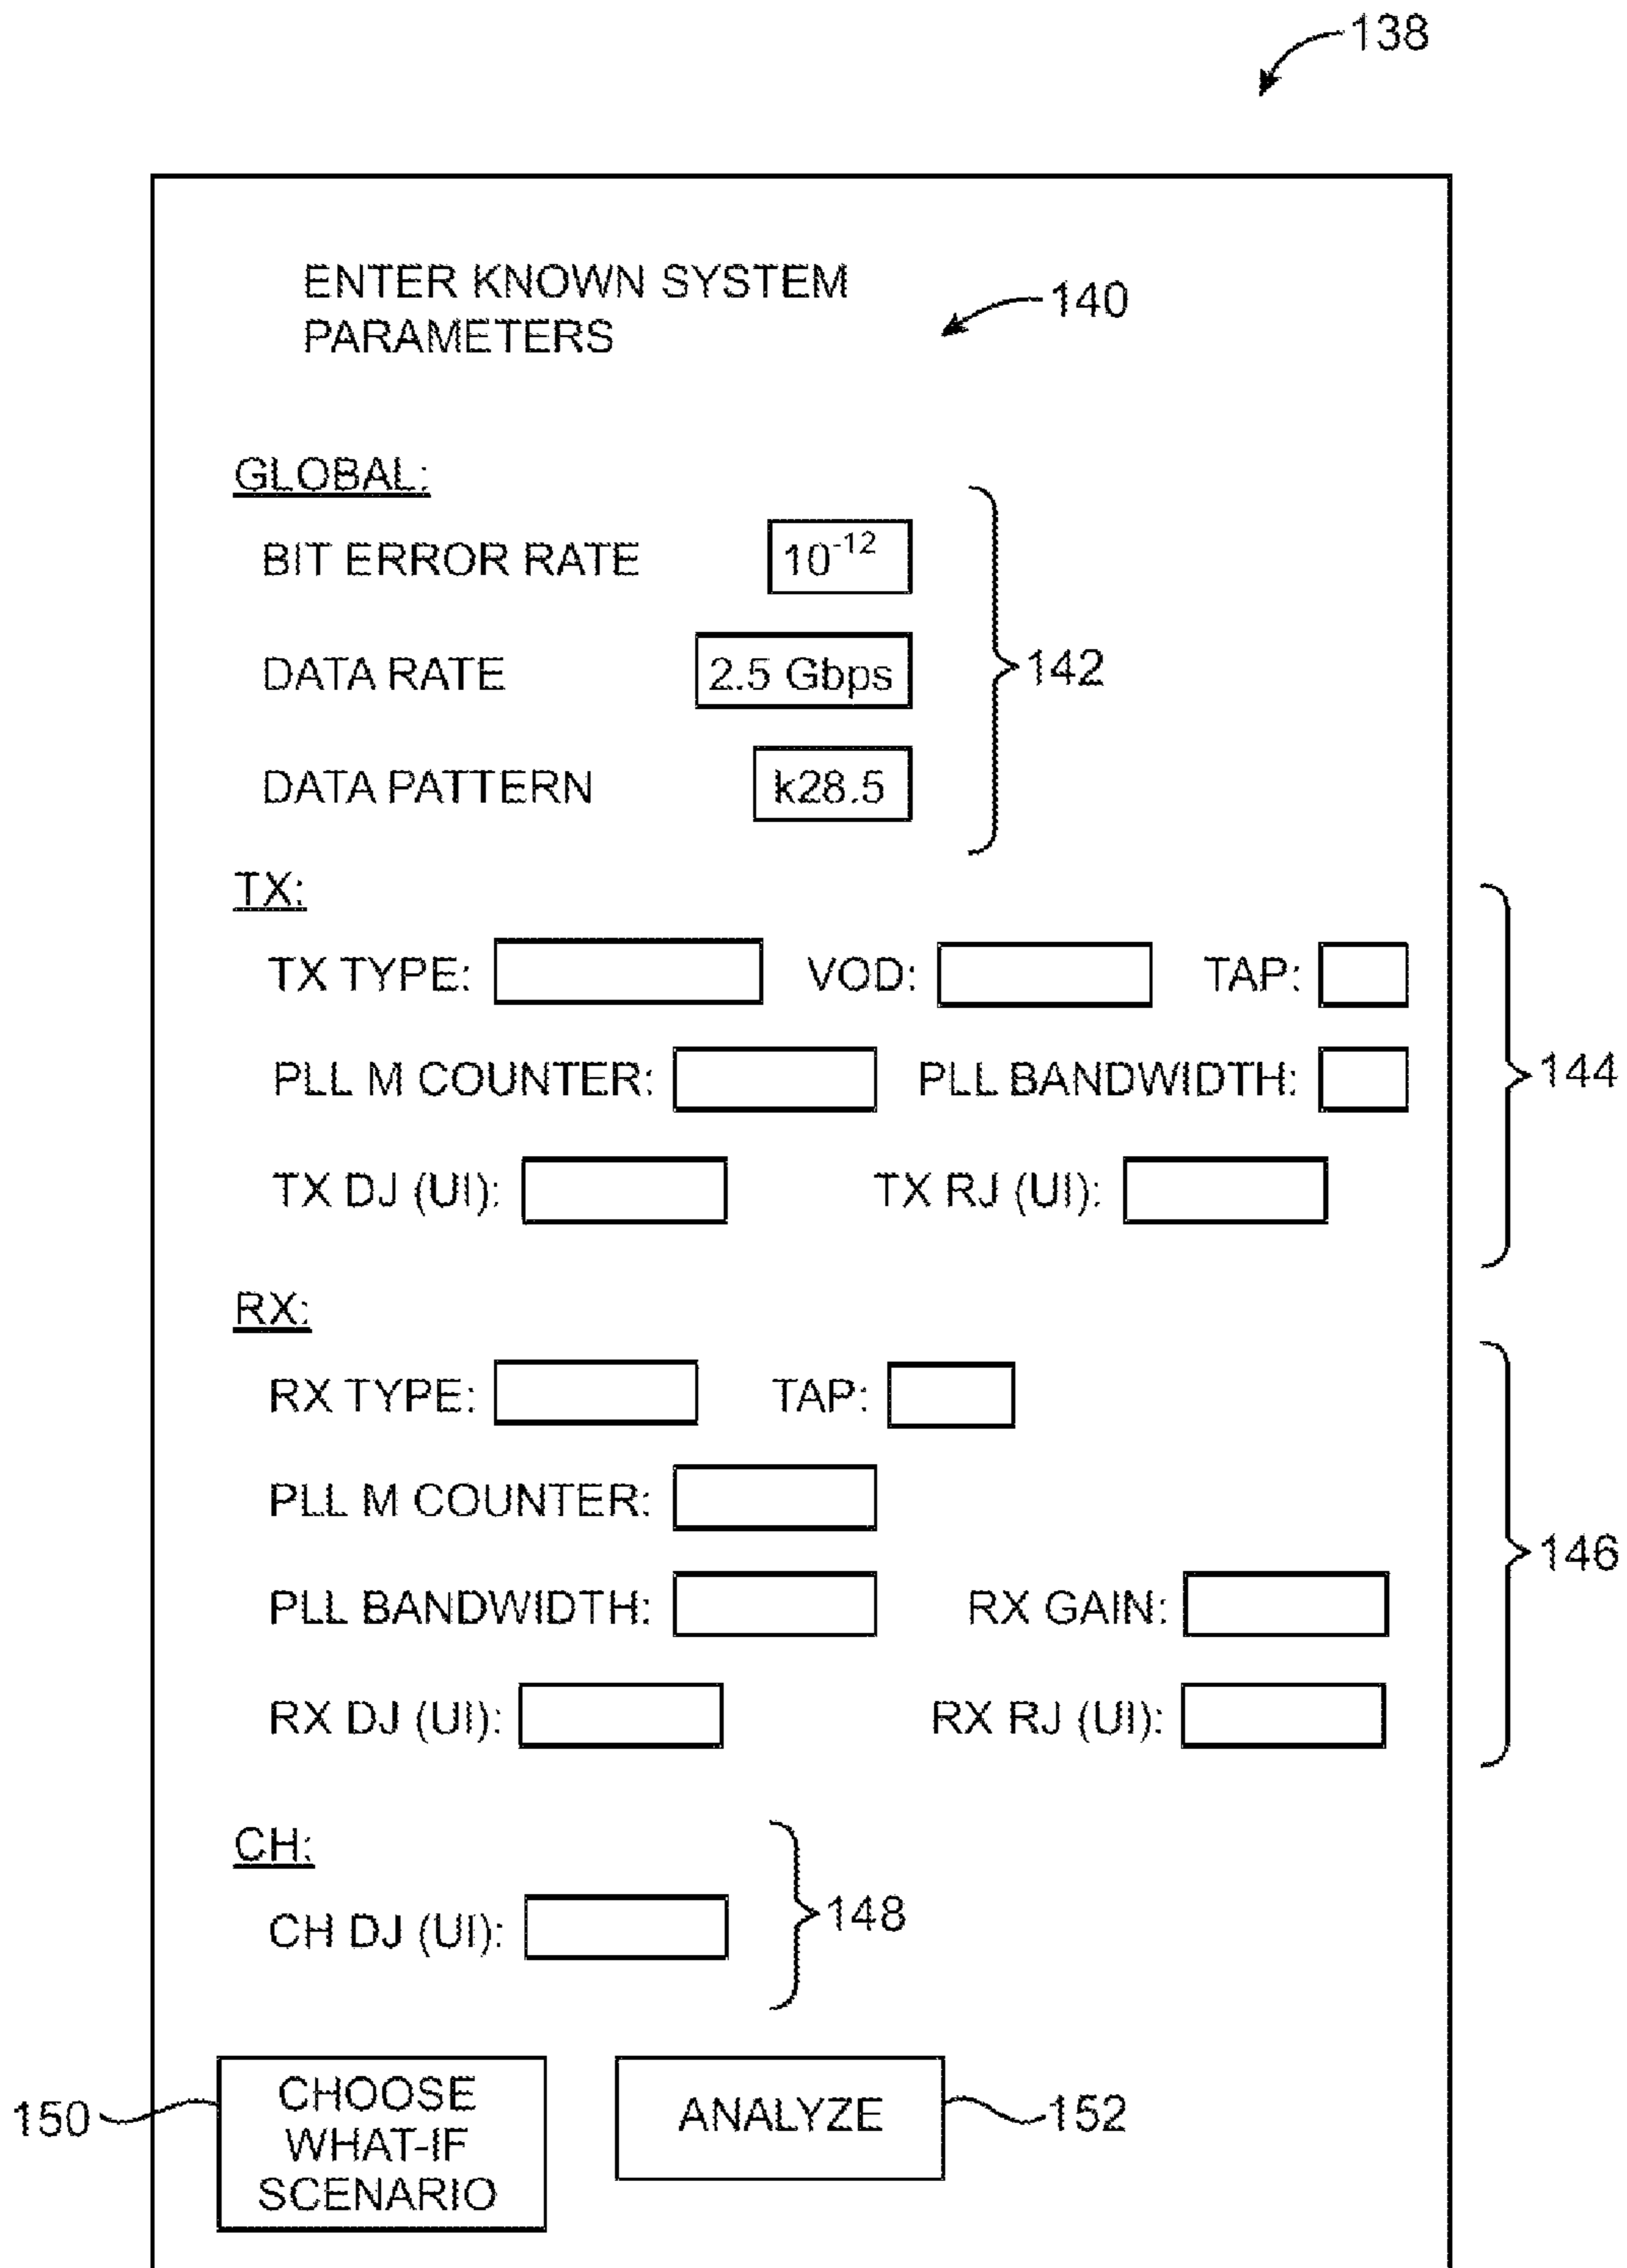 138
ENTER KNOWN SYSTEM
PARAMETERS
140
GLOBAL:
BIT ERROR RATE 10⁻¹²
DATA RATE 2.5 Gbps
142
DATA PATTERN k28.5
TX:
TX TYPE: VOD: TAP:
PLL M COUNTER: PLL BANDWIDTH:
144
TX DJ (UI): TX RJ (UI):
RX:
RX TYPE: TAP:
PLL M COUNTER:
146
PLL BANDWIDTH: RX GAIN:
RX DJ (UI): RX RJ (UI):
CH:
CH DJ (UI):
148
150
CHOOSE
WHAT-IF
SCENARIO
ANALYZE
152